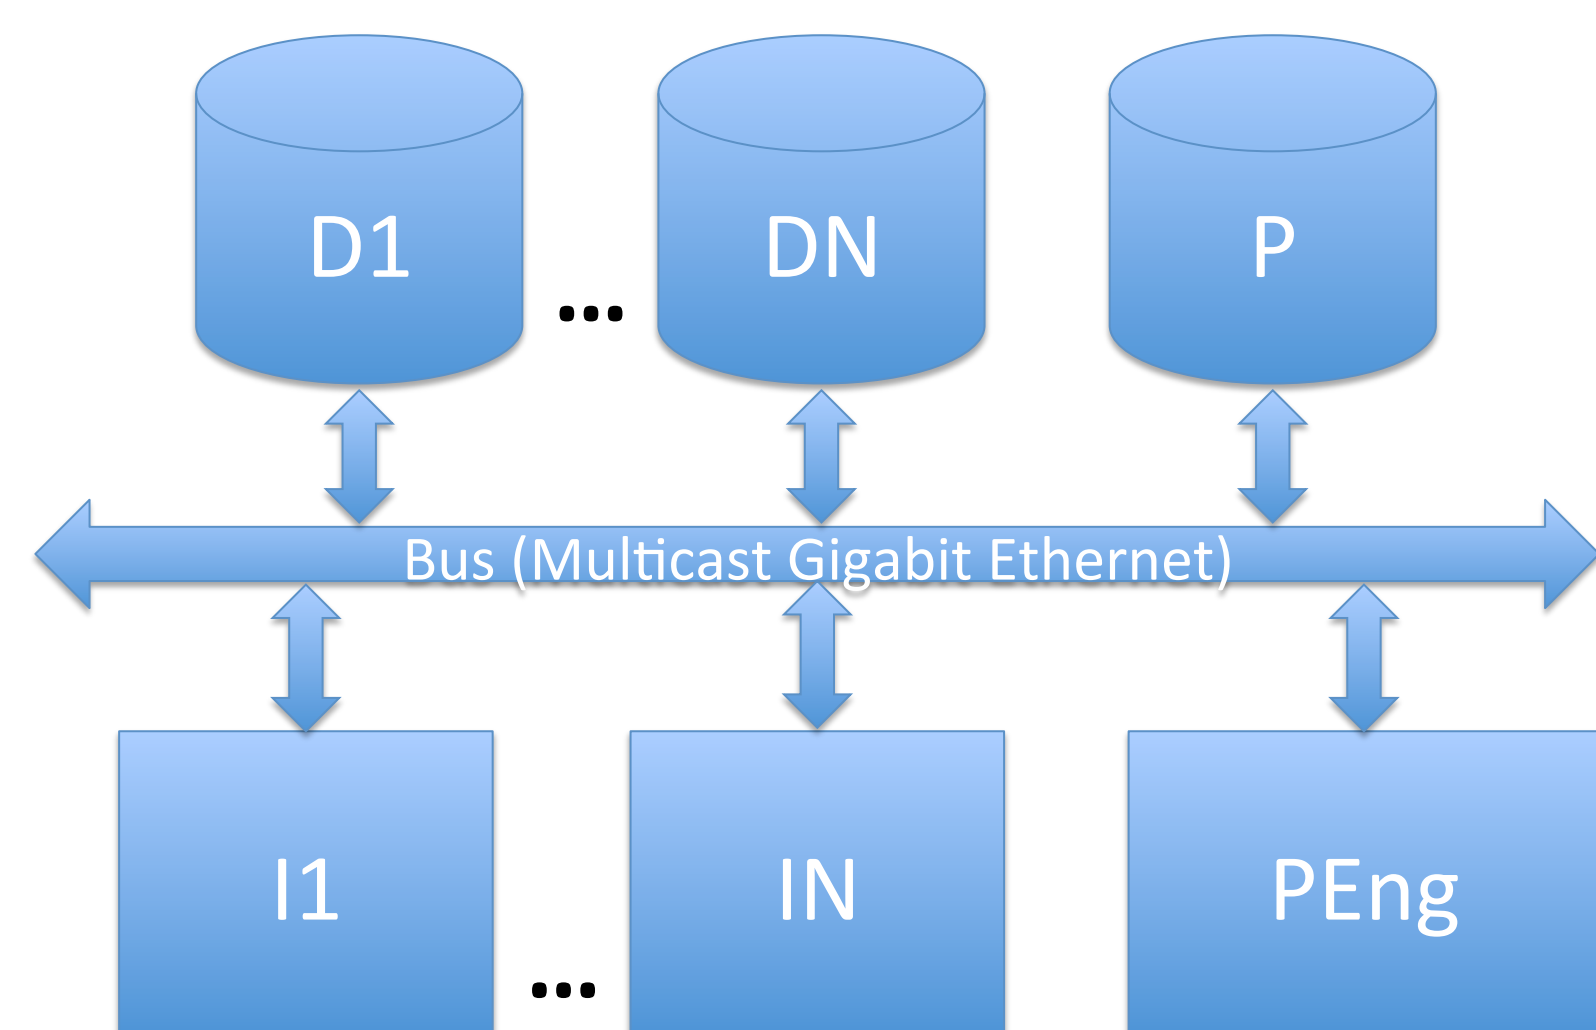 D1
...
DN
P
Bus (Multicast Gigabit Ethernet)
I1
...
IN
PEng